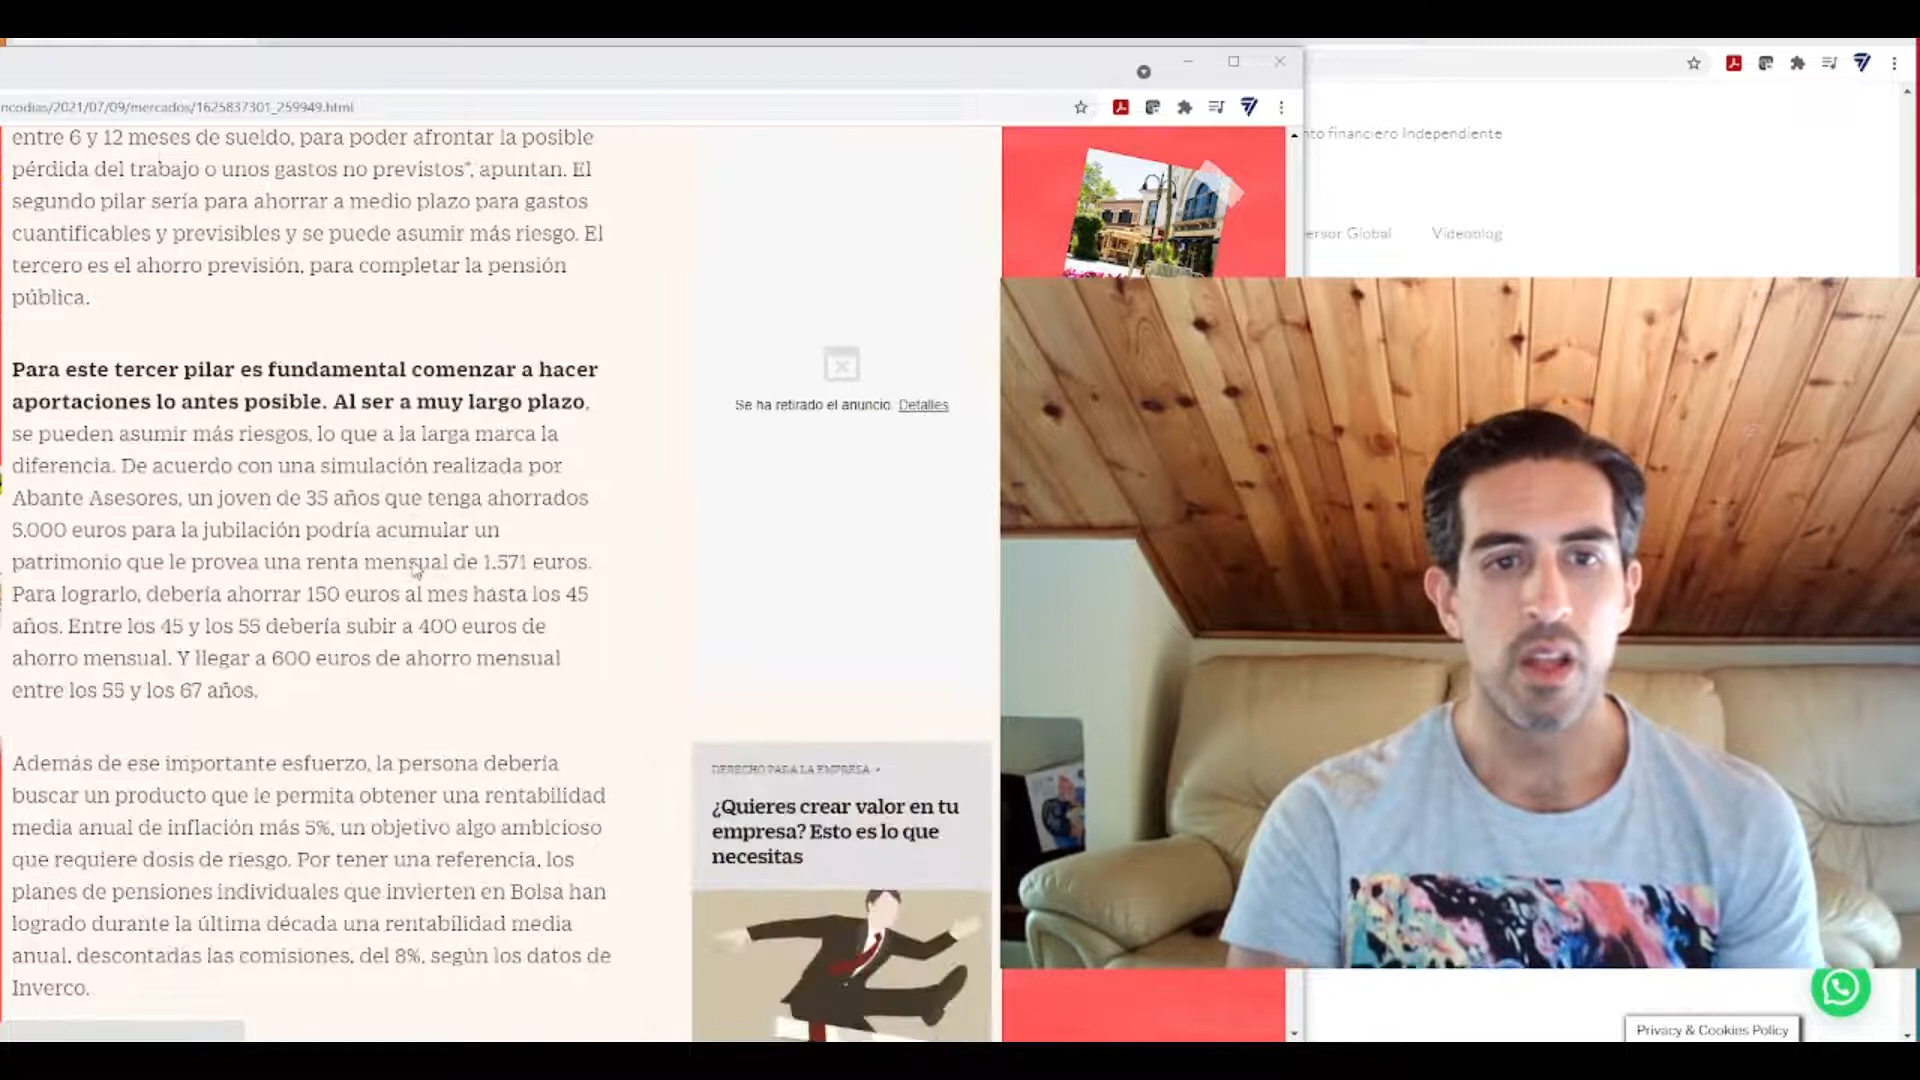 ncodias/2021/07/09/mercados/1625837301_259949.html
entre 6 y 12 meses de sueldo, para poder afrontar la posible
pérdida del trabajo o unos gastos no previstos", apuntan. El
segundo pilar sería para ahorrar a medio plazo para gastos
cuantificables y previsibles y se puede asumir más riesgo. El
tercero es el ahorro previsión, para completar la pensión
pública.
Para este tercer pilar es fundamental comenzar a hacer
aportaciones lo antes posible. Al ser a muy largo plazo,
se pueden asumir más riesgos, lo que a la larga marca la
diferencia. De acuerdo con una simulación realizada por
Abante Asesores, un joven de 35 años que tenga ahorrados
5.000 euros para la jubilación podría acumular un
patrimonio que le provea una renta mensual de 1.571 euros.
Para lograrlo, debería ahorrar 150 euros al mes hasta los 45
años. Entre los 45 y los 55 debería subir a 400 euros de
ahorro mensual. Y llegar a 600 euros de ahorro mensual
entre los 55 y los 67 años.
Además de ese importante esfuerzo, la persona debería
buscar un producto que le permita obtener una rentabilidad
media anual de inflación más 5%, un objetivo algo ambicioso
que requiere dosis de riesgo. Por tener una referencia, los
planes de pensiones individuales que invierten en Bolsa han
logrado durante la última década una rentabilidad media
anual, descontadas las comisiones, del 8%, según los datos de
Inverco.
Se ha retirado el anuncio. Detalles
DERECHO PARA LA EMPRESA
¿Quieres crear valor en tu
empresa? Esto es lo que
necesitas
nto financiero Independiente
ersor Global Videoblog
Privacy & Cookies Policy